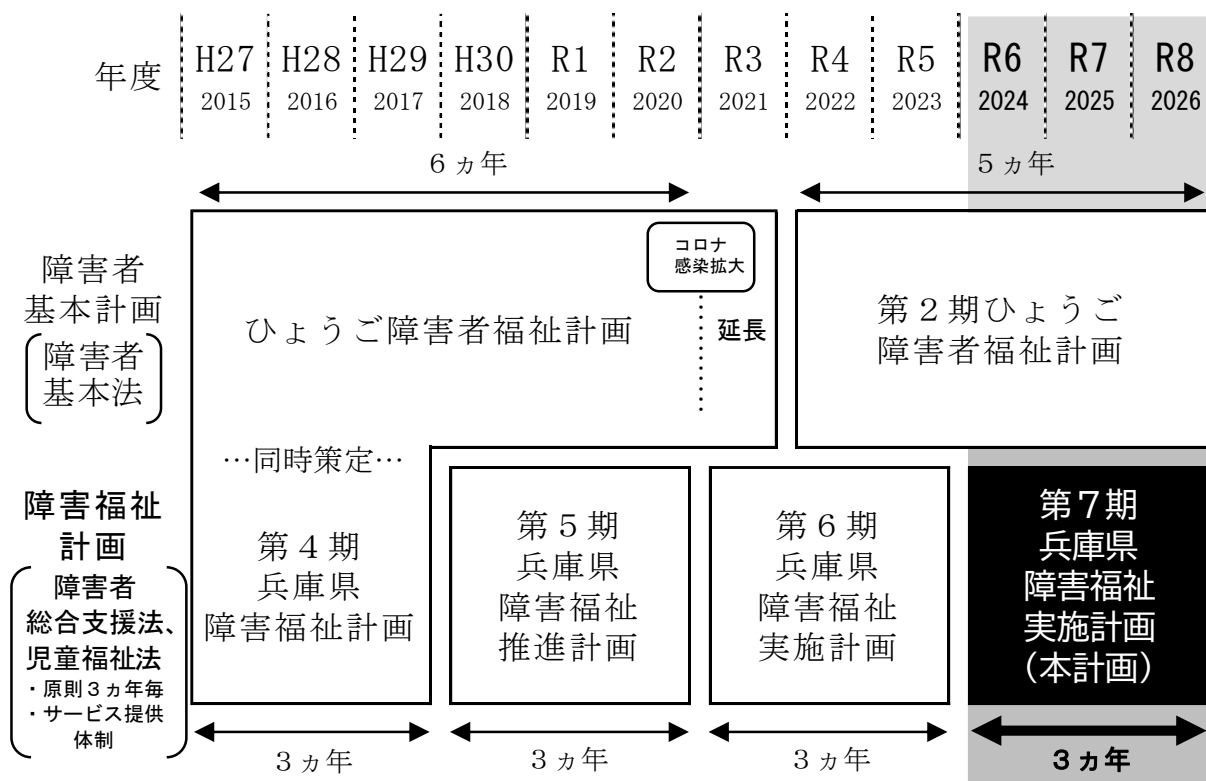 年度
H27 H28 H29 H30 R1 R2 R3 R4 R5 R6 R7 R8
2015 2016 2017 2018 2019 2020 2021 2022 2023 2024 2025 2026
6ヵ年
5ヵ年
障害者
基本計画
障害者
基本法
ひょうご障害者福祉計画
コロナ
感染拡大
延長
第2期ひょうご
障害者福祉計画
…同時策定…
障害福祉
計画
障害者
総合支援法、
児童福祉法
・原則3ヵ年毎
・サービス提供
体制
第4期
兵庫県
障害福祉計画
第5期
兵庫県
障害福祉
推進計画
第6期
兵庫県
障害福祉
実施計画
第7期
兵庫県
障害福祉
実施計画
(本計画)
3ヵ年
3ヵ年
3ヵ年
3ヵ年